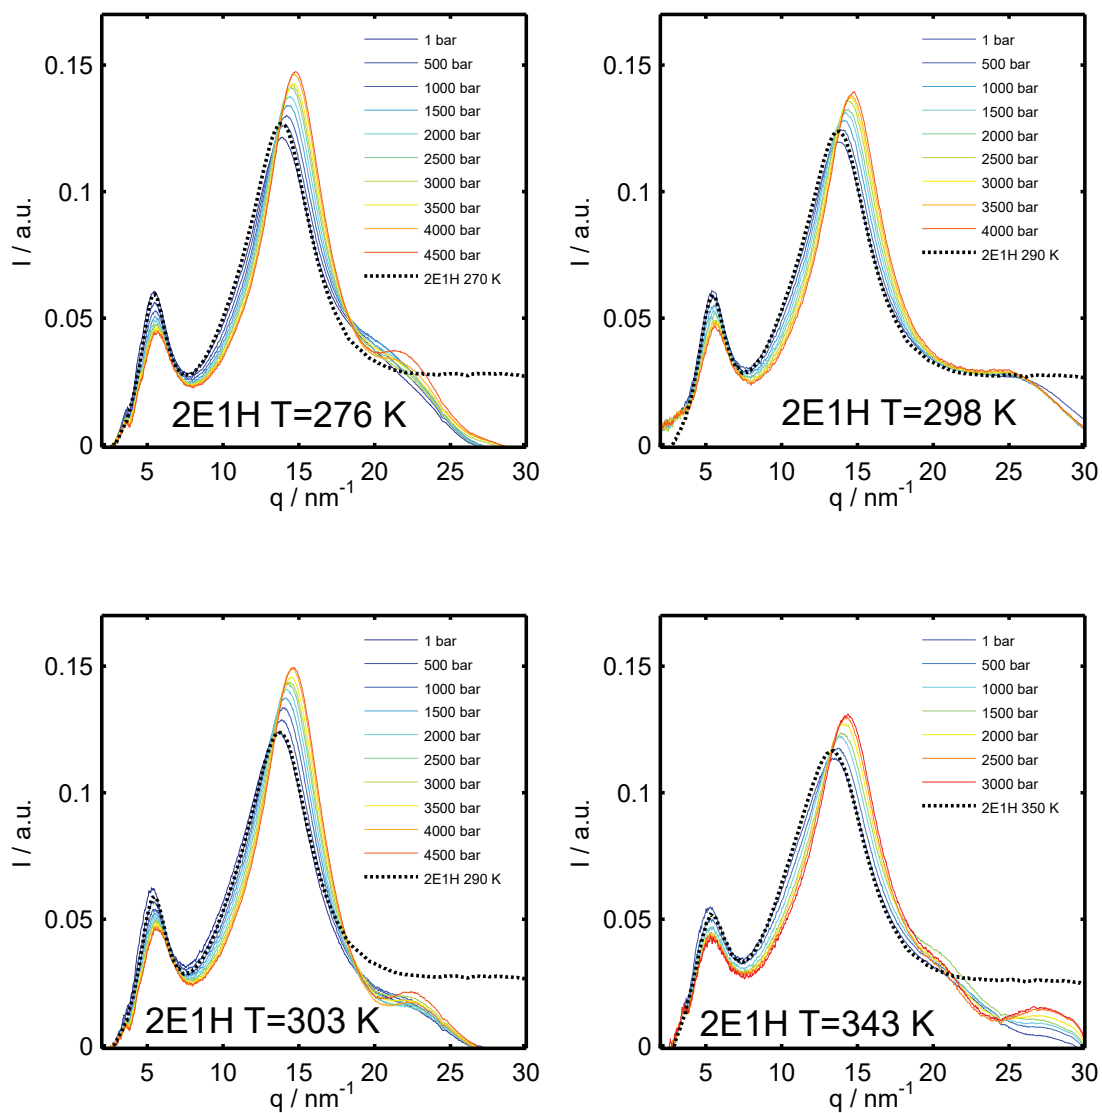 I / a.u.
0.15
0.1
0.05
0
1 bar
500 bar
1000 bar
1500 bar
2000 bar
2500 bar
3000 bar
3500 bar
4000 bar
4500 bar
2E1H 270 K
2E1H T=276 K
5 10 15 20 25 30
q / nm⁻¹
I / a.u.
0.15
0.1
0.05
0
1 bar
500 bar
1000 bar
1500 bar
2000 bar
2500 bar
3000 bar
3500 bar
4000 bar
2E1H 290 K
2E1H T=298 K
5 10 15 20 25 30
q / nm⁻¹
I / a.u.
0.15
0.1
0.05
0
1 bar
500 bar
1000 bar
1500 bar
2000 bar
2500 bar
3000 bar
3500 bar
4000 bar
4500 bar
2E1H 290 K
2E1H T=303 K
5 10 15 20 25 30
q / nm⁻¹
I / a.u.
0.15
0.1
0.05
0
1 bar
500 bar
1000 bar
1500 bar
2000 bar
2500 bar
3000 bar
2E1H 350 K
2E1H T=343 K
5 10 15 20 25 30
q / nm⁻¹